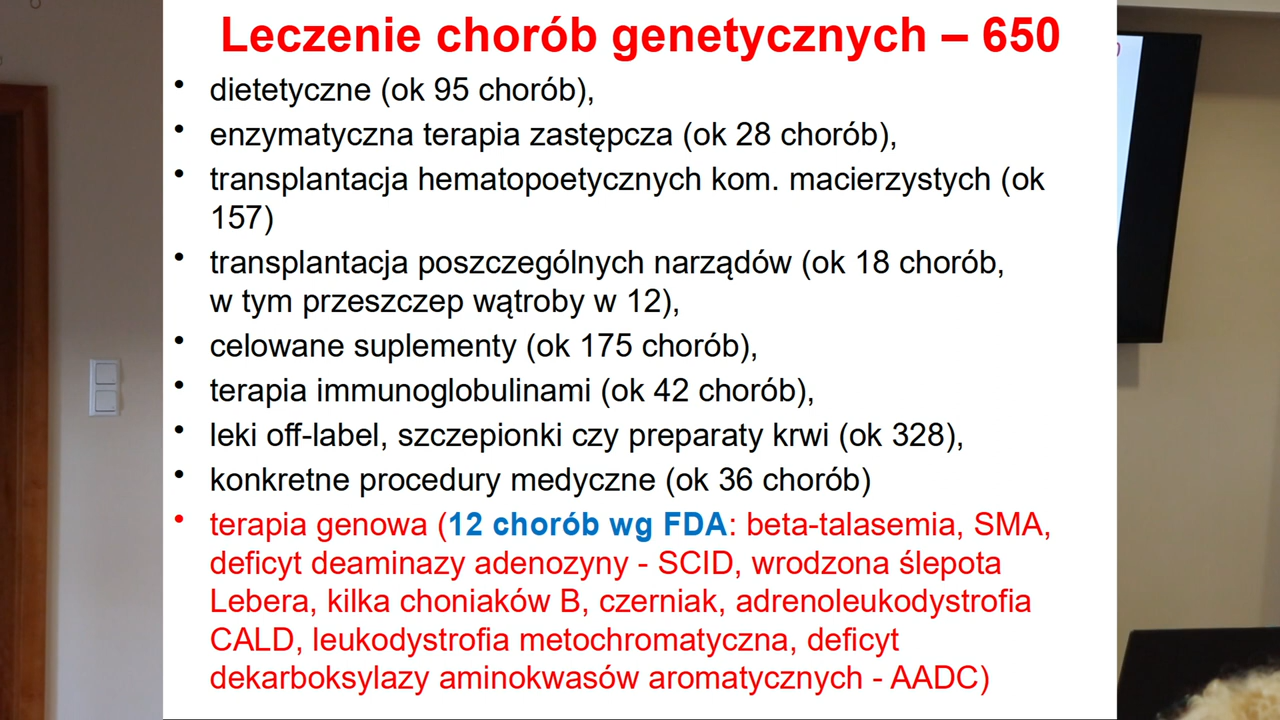 Leczenie chorób genetycznych – 650
• dietetyczne (ok 95 chorób),
• enzymatyczna terapia zastępcza (ok 28 chorób),
• transplantacja hematopoetycznych kom. macierzystych (ok
157)
• transplantacja poszczególnych narządów (ok 18 chorób,
w tym przeszczep wątroby w 12),
• celowane suplementy (ok 175 chorób),
• terapia immunoglobulinami (ok 42 chorób),
• leki off-label, szczepionki czy preparaty krwi (ok 328),
• konkretne procedury medyczne (ok 36 chorób)
• terapia genowa (12 chorób wg FDA: beta-talasemia, SMA,
deficyt deaminazy adenozyny - SCID, wrodzona ślepota
Lebera, kilka choniaków B, czerniak, adrenoleukodystrofia
CALD, leukodystrofia metochromatyczna, deficyt
dekarboksylazy aminokwasów aromatycznych - AADC)